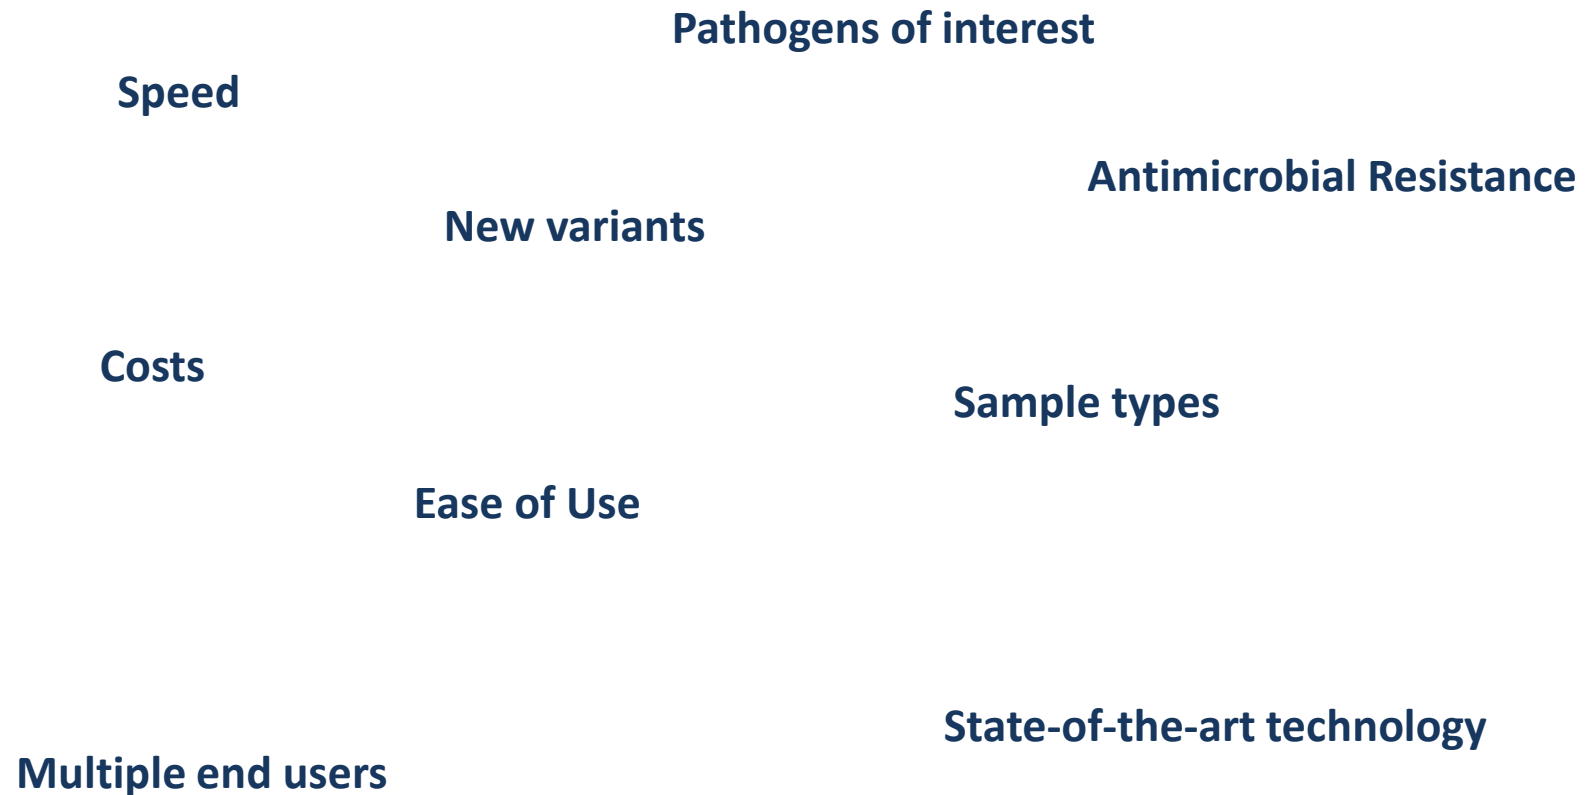 Pathogens of interest
Speed
Antimicrobial Resistance
New variants
Costs
Sample types
Ease of Use
State-of-the-art technology
Multiple end users